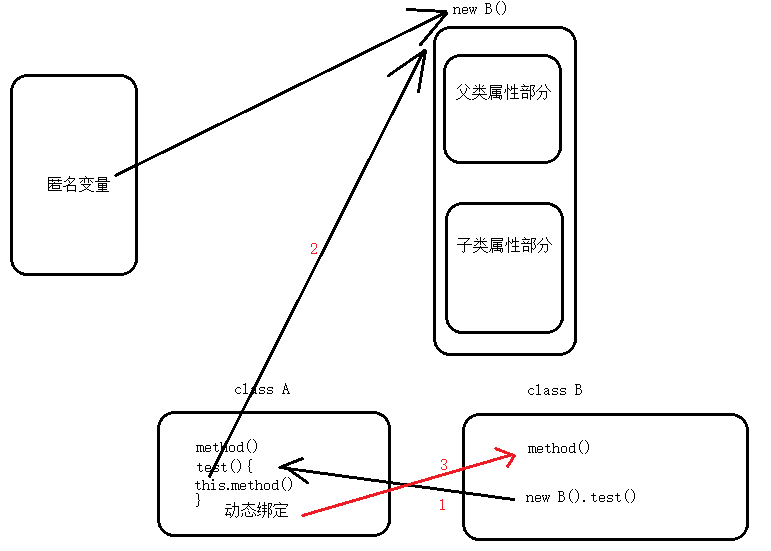 new B()
父类属性部分
匿名变量
子类属性部分
2
class A
class B
method()
test(){
this.method()
}
动态绑定
3
1
method()
new B().test()